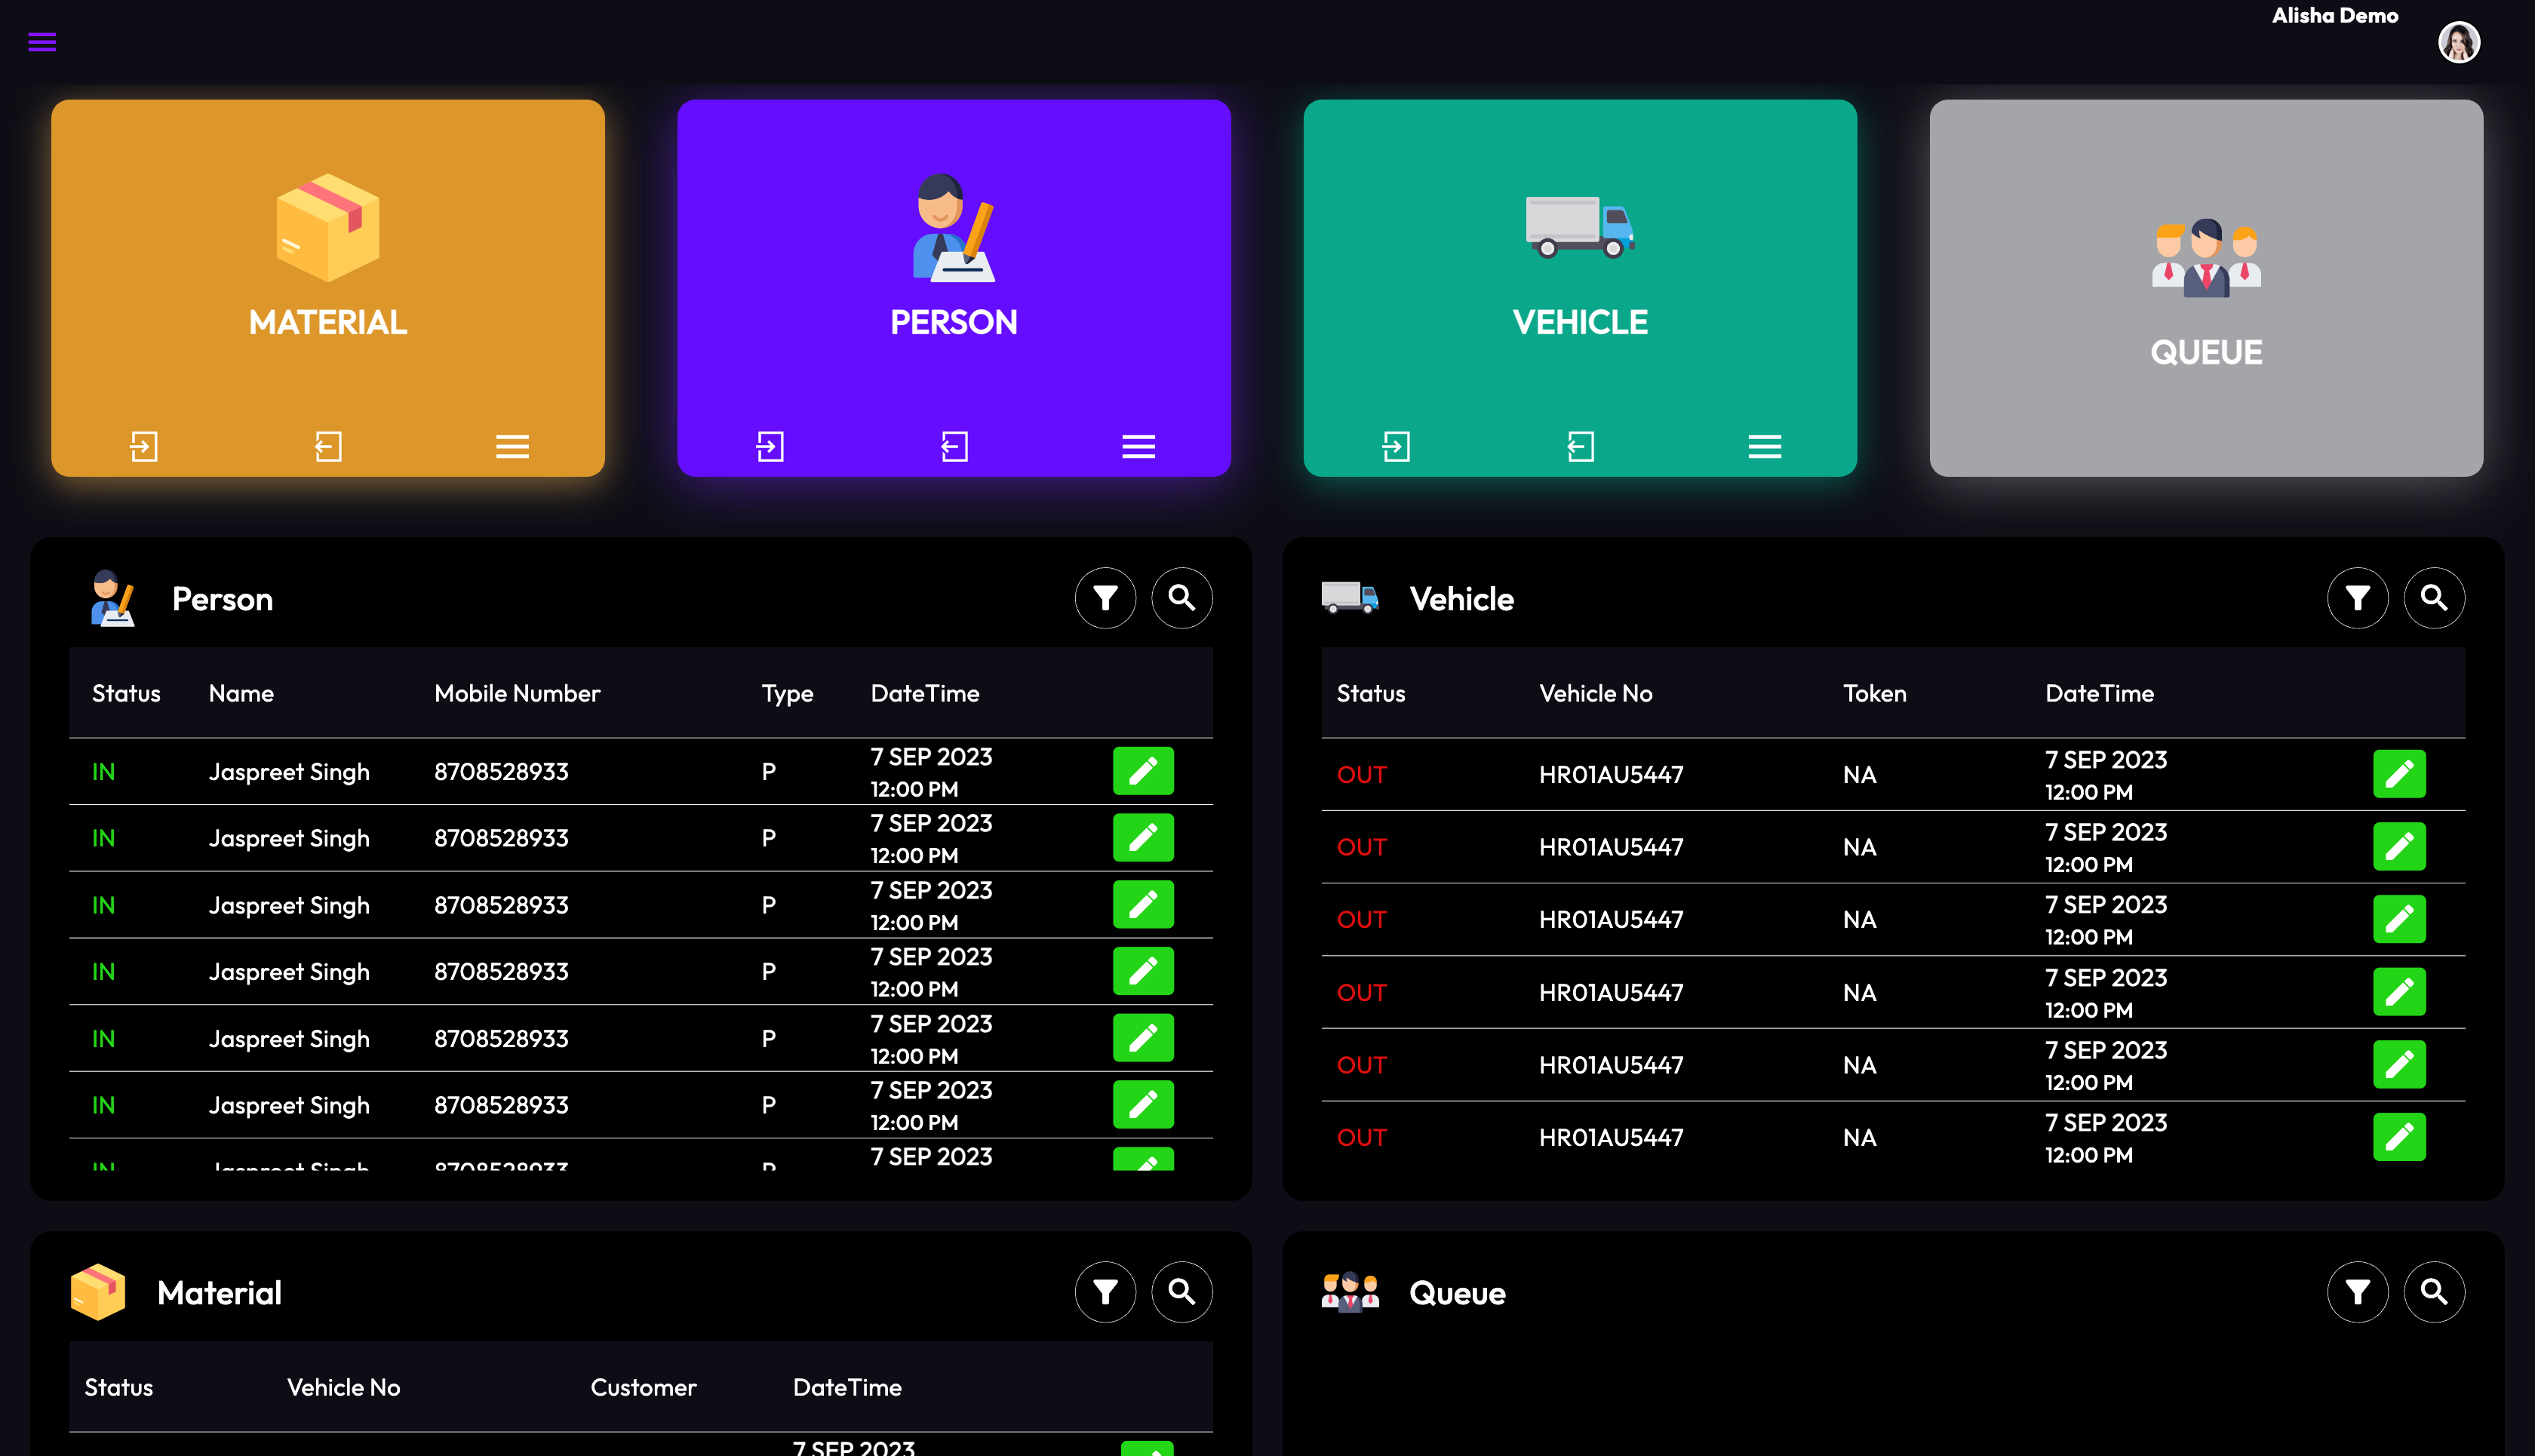 Alisha Demo
MATERIAL
PERSON
VEHICLE
QUEUE
Person
Status Name Mobile Number Type DateTime
IN Jaspreet Singh 8708528933 P 7 SEP 2023
12:00 PM
IN Jaspreet Singh 8708528933 P 7 SEP 2023
12:00 PM
IN Jaspreet Singh 8708528933 P 7 SEP 2023
12:00 PM
IN Jaspreet Singh 8708528933 P 7 SEP 2023
12:00 PM
IN Jaspreet Singh 8708528933 P 7 SEP 2023
12:00 PM
IN Jaspreet Singh 8708528933 P 7 SEP 2023
12:00 PM
IN Jaspreet Singh 8708528933 P 7 SEP 2023
Vehicle
Status Vehicle No Token DateTime
OUT HR01AU5447 NA 7 SEP 2023
12:00 PM
OUT HR01AU5447 NA 7 SEP 2023
12:00 PM
OUT HR01AU5447 NA 7 SEP 2023
12:00 PM
OUT HR01AU5447 NA 7 SEP 2023
12:00 PM
OUT HR01AU5447 NA 7 SEP 2023
12:00 PM
OUT HR01AU5447 NA 7 SEP 2023
12:00 PM
Material
Status Vehicle No Customer DateTime
7 SEP 2023
Queue